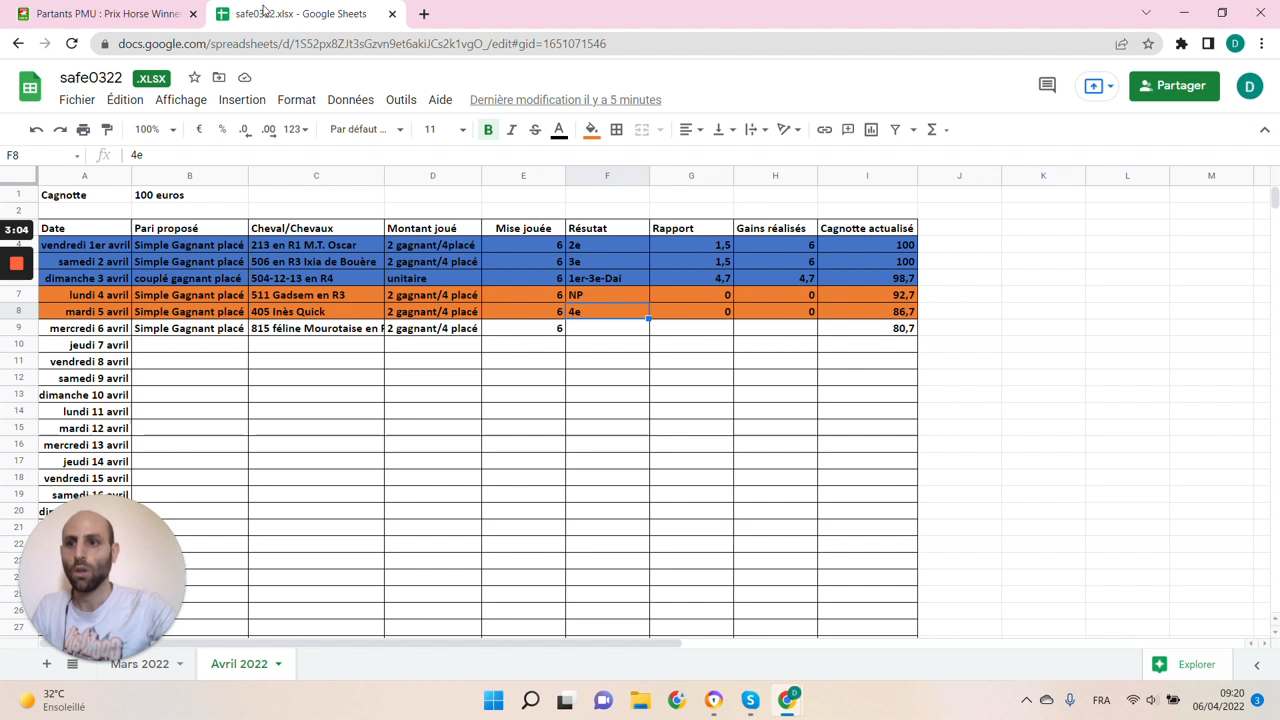 Partants PMU : Prix Horse Winner
safe0322.xlsx - Google Sheets
docs.google.com/spreadsheets/d/1S52px8ZJt3sGzvn9et6akiJCs2k1vgQ_/edit#gid=1651071546
D
safe0322 .XLSX
Partager
D
Fichier Édition Affichage Insertion Format Données Outils Aide Dernière modification il y a 5 minutes
100% € % .0 .00 123 Par défaut ... 11 B I S A Σ
F8 fx 4e
A B C D E F G H I J K L M
1 Cagnotte 100 euros
2
3:04 Date Pari proposé Cheval/Chevaux Montant joué Mise jouée Résutat Rapport Gains réalisés Cagnotte actualisé
4 vendredi 1er avril Simple Gagnant placé 213 en R1 M.T. Oscar 2 gagnant/4placé 6 2e 1,5 6 100
samedi 2 avril Simple Gagnant placé 506 en R3 Ixia de Bouère 2 gagnant/4 placé 6 3e 1,5 6 100
dimanche 3 avril couplé gagnant placé 504-12-13 en R4 unitaire 6 1er-3e-Dai 4,7 4,7 98,7
7 lundi 4 avril Simple Gagnant placé 511 Gadsem en R3 2 gagnant/4 placé 6 NP 0 0 92,7
8 mardi 5 avril Simple Gagnant placé 405 Inès Quick 2 gagnant/4 placé 6 4e 0 0 86,7
9 mercredi 6 avril Simple Gagnant placé 815 féline Mourotaise en 2 gagnant/4 placé 6 80,7
10 jeudi 7 avril
11 vendredi 8 avril
12 samedi 9 avril
13 dimanche 10 avril
14 lundi 11 avril
15 mardi 12 avril
16 mercredi 13 avril
17 jeudi 14 avril
18 vendredi 15 avril
19 samedi 16 avril
20
21
22
23
24
25
26
27
Mars 2022 Avril 2022 Explorer
32°C
Ensoleillé
D
FRA
09:20
06/04/2022
3